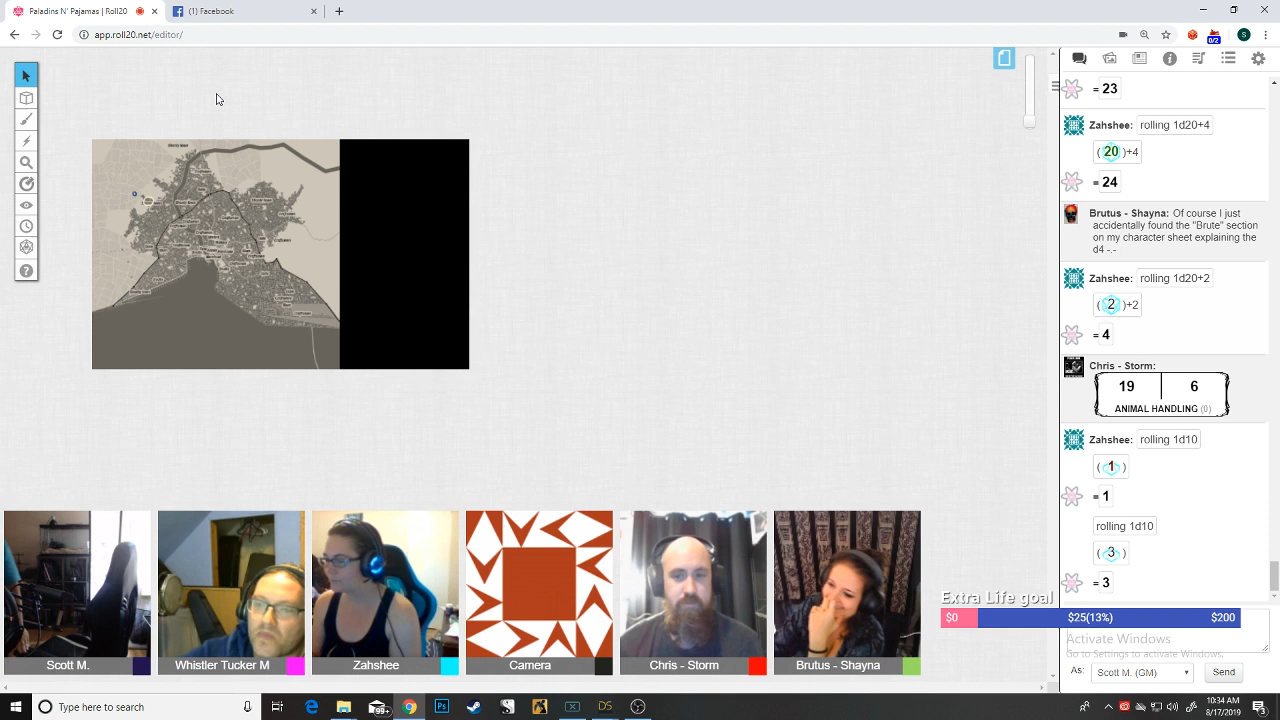 Paladins N' Pajamas | Roll20
(1) Facebook
app.roll20.net/editor/
0/2
S
= 23
Zahshee: rolling 1d20+4
(20)+4
= 24
Brutus - Shayna: Of course I just
accidentally found the "Brute" section
on my character sheet explaining the
d4 -.-
Zahshee: rolling 1d20+2
(2)+2
= 4
Chris - Storm:
19 6
ANIMAL HANDLING (0)
Zahshee: rolling 1d10
(1)
= 1
rolling 1d10
(3)
= 3
Extra Life goal
$0 $25(13%) $200
Activate Windows
Go to Settings to activate Windows.
As: Scott M. (GM) Send
Scott M.
Whistler Tucker M
Zahshee
Camera
Chris - Storm
Brutus - Shayna
Type here to search
99+
Ps
DS
10:34 AM
8/17/2019